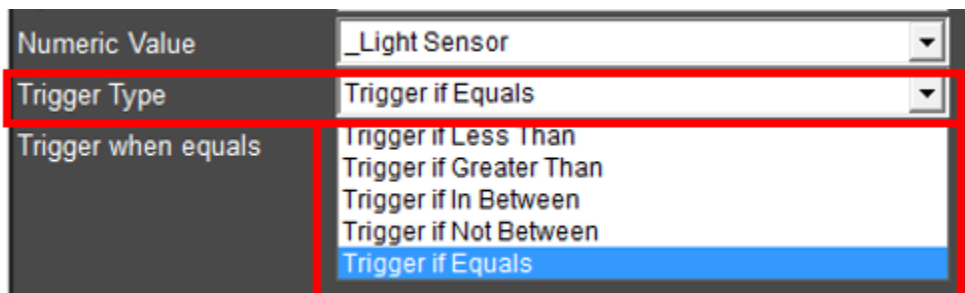 Numeric Value _Light Sensor
Trigger Type Trigger if Equals
Trigger when equals Trigger if Less Than
Trigger if Greater Than
Trigger if In Between
Trigger if Not Between
Trigger if Equals